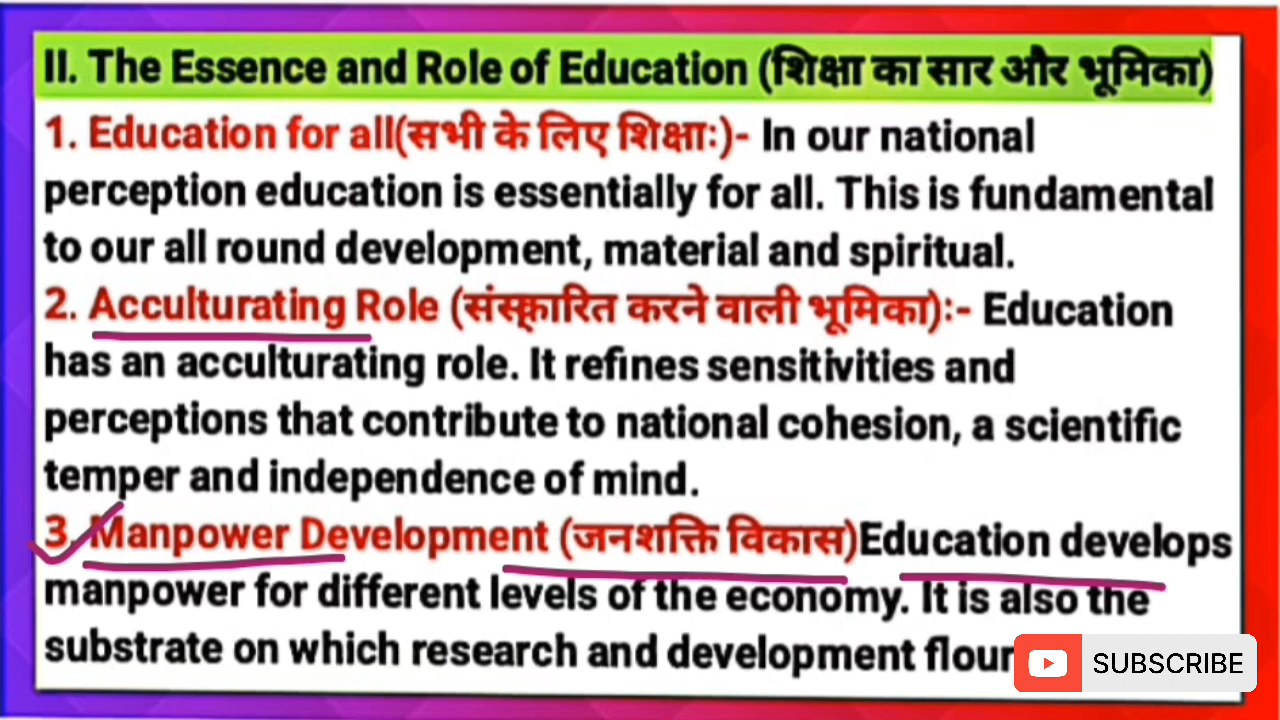 II. The Essence and Role of Education (शिक्षा का सार और भूमिका)
1. Education for all(सभी के लिए शिक्षाः)- In our national
perception education is essentially for all. This is fundamental
to our all round development, material and spiritual.
2. Acculturating Role (संस्कारित करने वाली भूमिका):- Education
has an acculturating role. It refines sensitivities and
perceptions that contribute to national cohesion, a scientific
temper and independence of mind.
3. Manpower Development (जनशक्ति विकास)Education develops
manpower for different levels of the economy. It is also the
substrate on which research and development flour
SUBSCRIBE